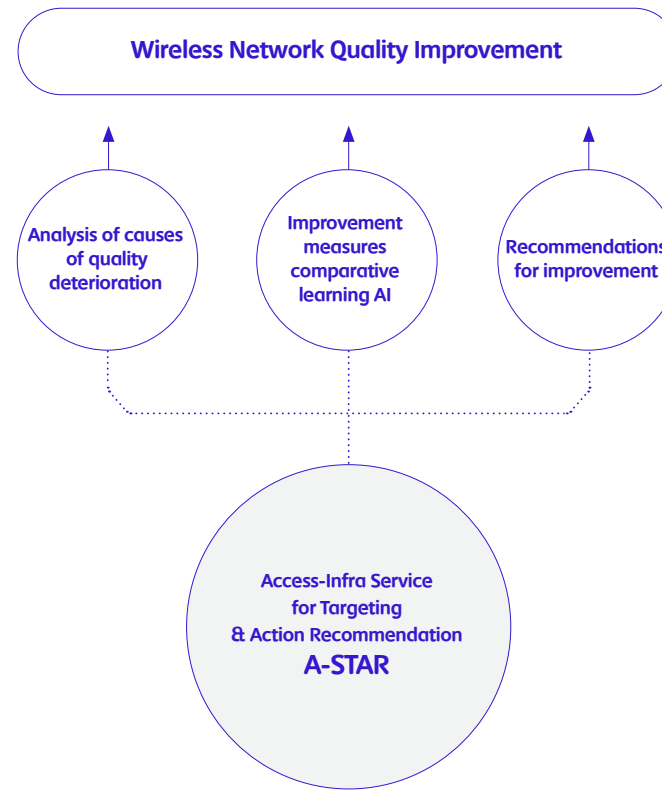 Wireless Network Quality Improvement
Analysis of causes
of quality
deterioration
Improvement
measures
comparative
learning AI
Recommendations
for improvement
Access-Infra Service
for Targeting
& Action Recommendation
A-STAR